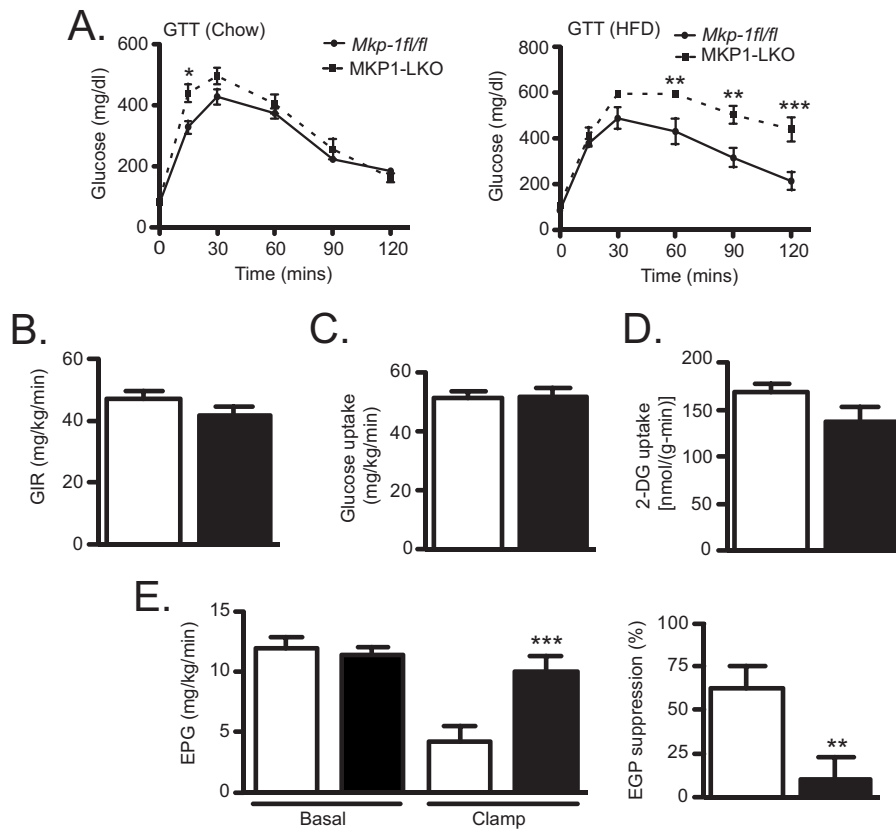 A.
GTT (Chow)
Mkp-1fl/fl
MKP1-LKO
Glucose (mg/dl)
600
400
200
0
*
0 30 60 90 120
Time (mins)
GTT (HFD)
Mkp-1fl/fl
MKP1-LKO
Glucose (mg/dl)
800
600
400
200
0
** ** ***
0 30 60 90 120
Time (mins)
B.
GIR (mg/kg/min)
60
40
20
0
C.
Glucose uptake
(mg/kg/min)
60
50
20
0
D.
2-DG uptake
[nmol/(g-min)]
200
150
100
50
0
E.
EPG (mg/kg/min)
15
10
5
0
***
Basal Clamp
EGP suppression (%)
100
75
50
25
0
**